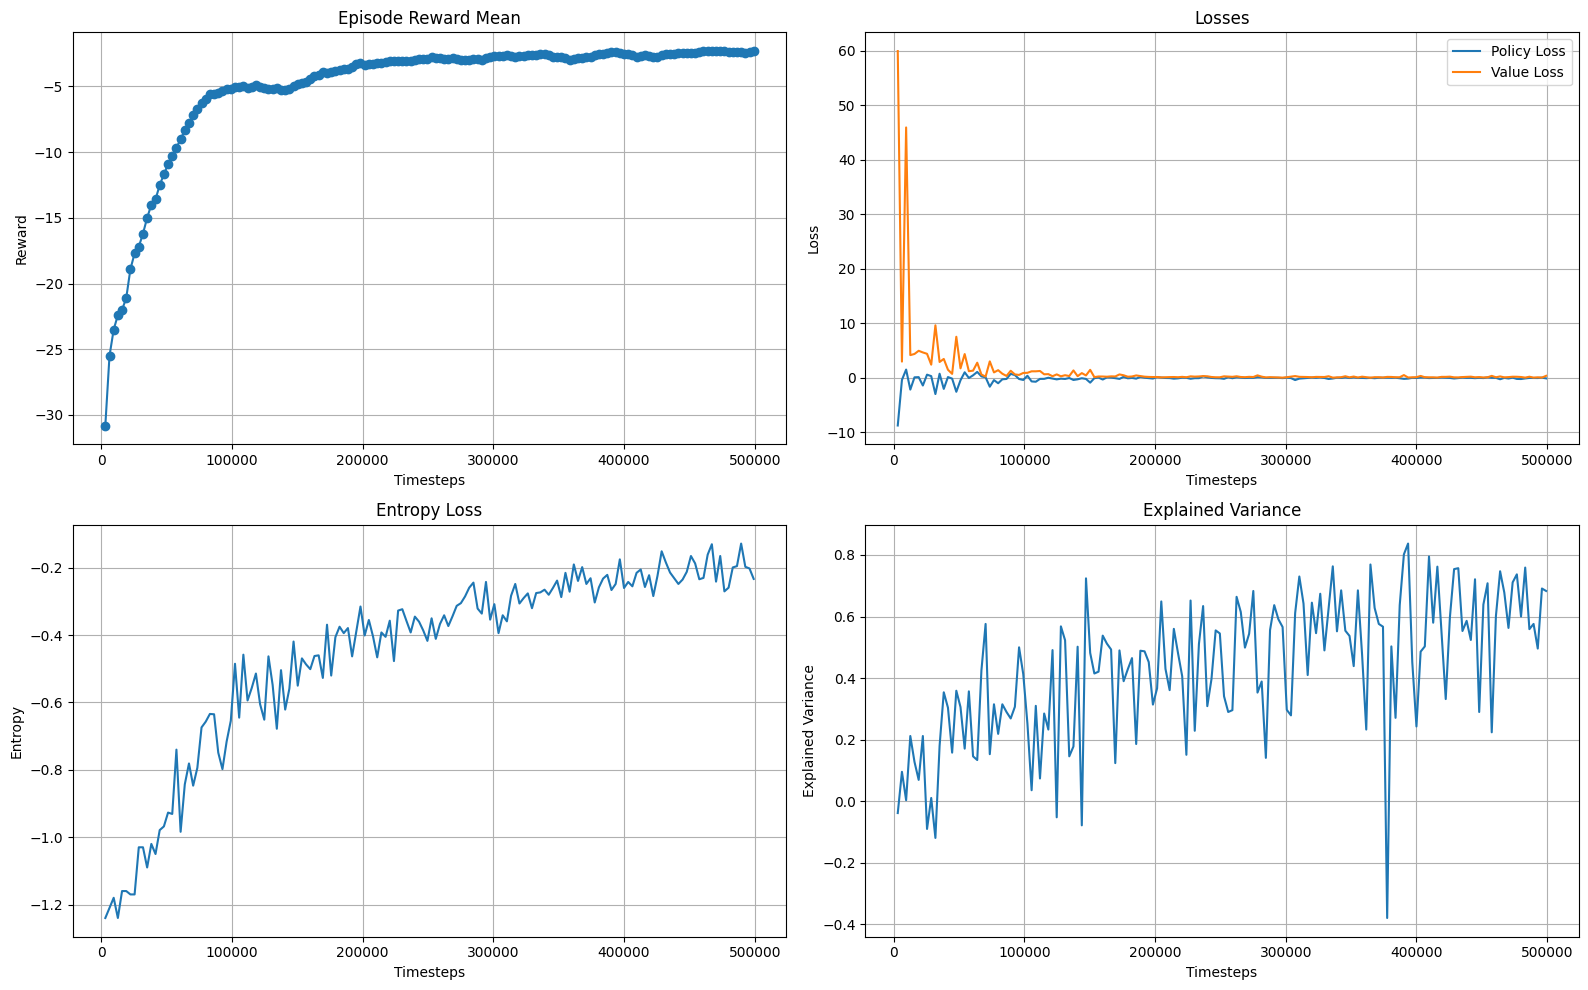 Episode Reward Mean
Reward
−5
−10
−15
−20
−25
−30
0 100000 200000 300000 400000 500000
Timesteps
Losses
Policy Loss
Value Loss
Loss
60
50
40
30
20
10
0
−10
0 100000 200000 300000 400000 500000
Timesteps
Entropy Loss
Entropy
−0.2
−0.4
−0.6
−0.8
−1.0
−1.2
0 100000 200000 300000 400000 500000
Timesteps
Explained Variance
Explained Variance
0.8
0.6
0.4
0.2
0.0
−0.2
−0.4
0 100000 200000 300000 400000 500000
Timesteps